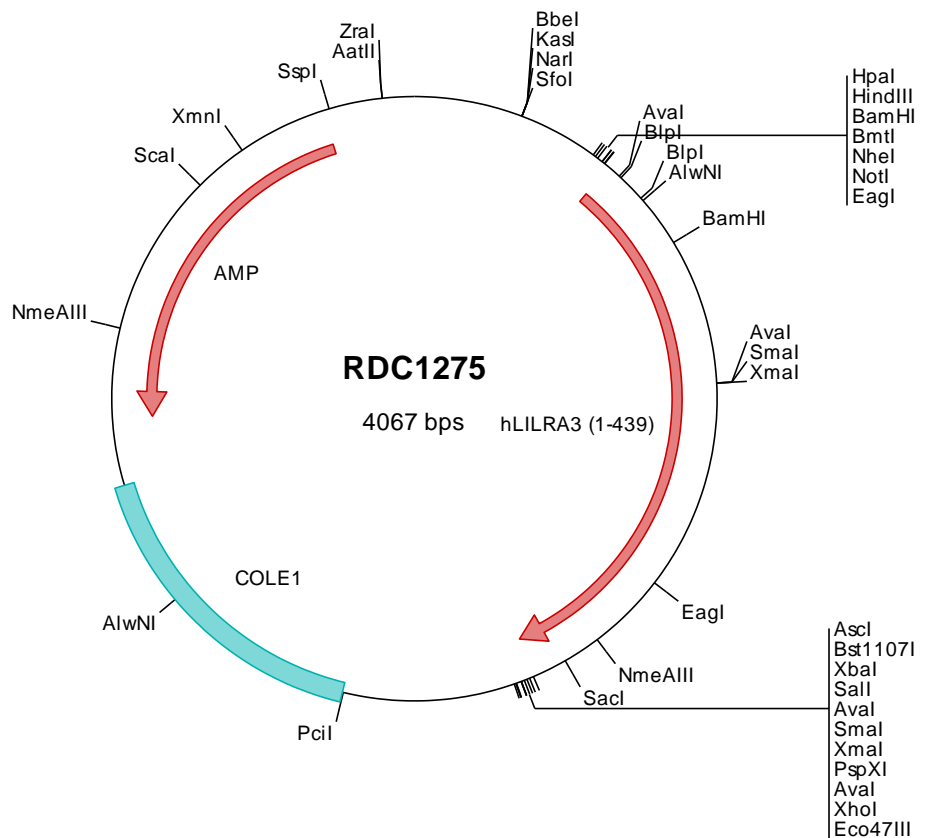 BbeI
KasI
NarI
SfoI
ZraI
AatII
SspI
XmnI
ScaI
NmeAIII
AvaI
BlpI
BlpI
AlwNI
BamHI
HpaI
HindIII
BamHI
BmtI
NheI
NotI
EagI
AMP
RDC1275
4067 bps
hLILRA3 (1-439)
AvaI
SmaI
XmaI
COLE1
AlwNI
PciI
EagI
NmeAIII
SacI
AscI
Bst1107I
XbaI
SalI
AvaI
SmaI
XmaI
PspXI
AvaI
XhoI
Eco47III